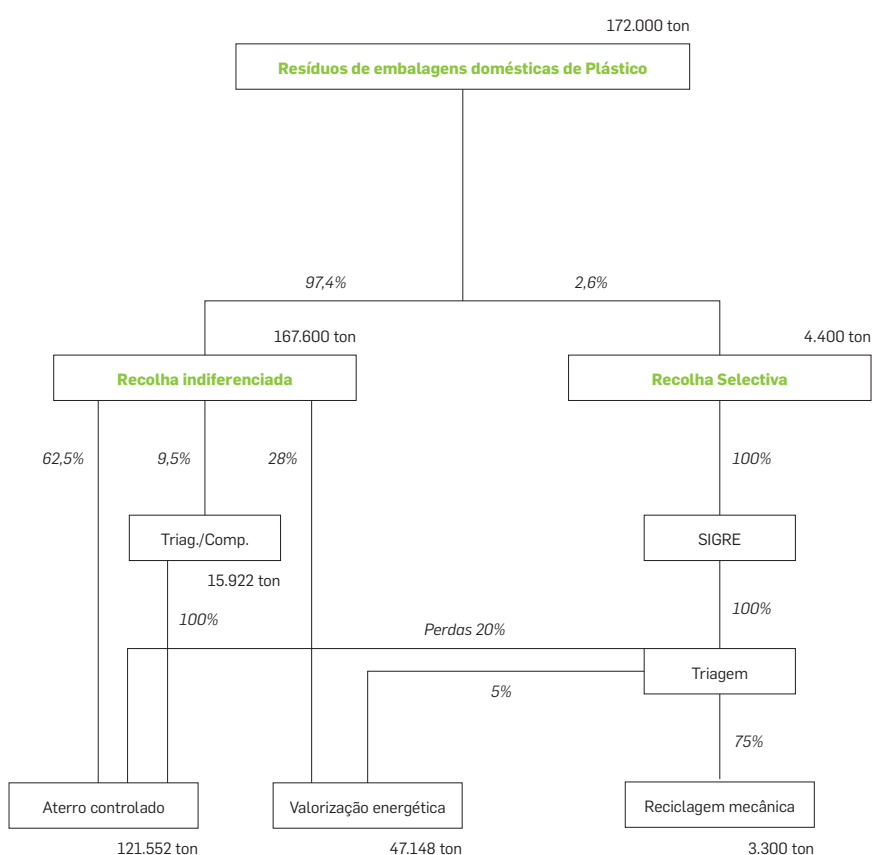 172.000 ton
Resíduos de embalagens domésticas de Plástico
97,4%
2,6%
167.600 ton
4.400 ton
Recolha indiferenciada
Recolha Selectiva
62,5%
9,5%
28%
100%
Triag./Comp.
SIGRE
15.922 ton
100%
100%
Perdas 20%
Triagem
5%
75%
Aterro controlado
Valorização energética
Reciclagem mecânica
121.552 ton
47.148 ton
3.300 ton